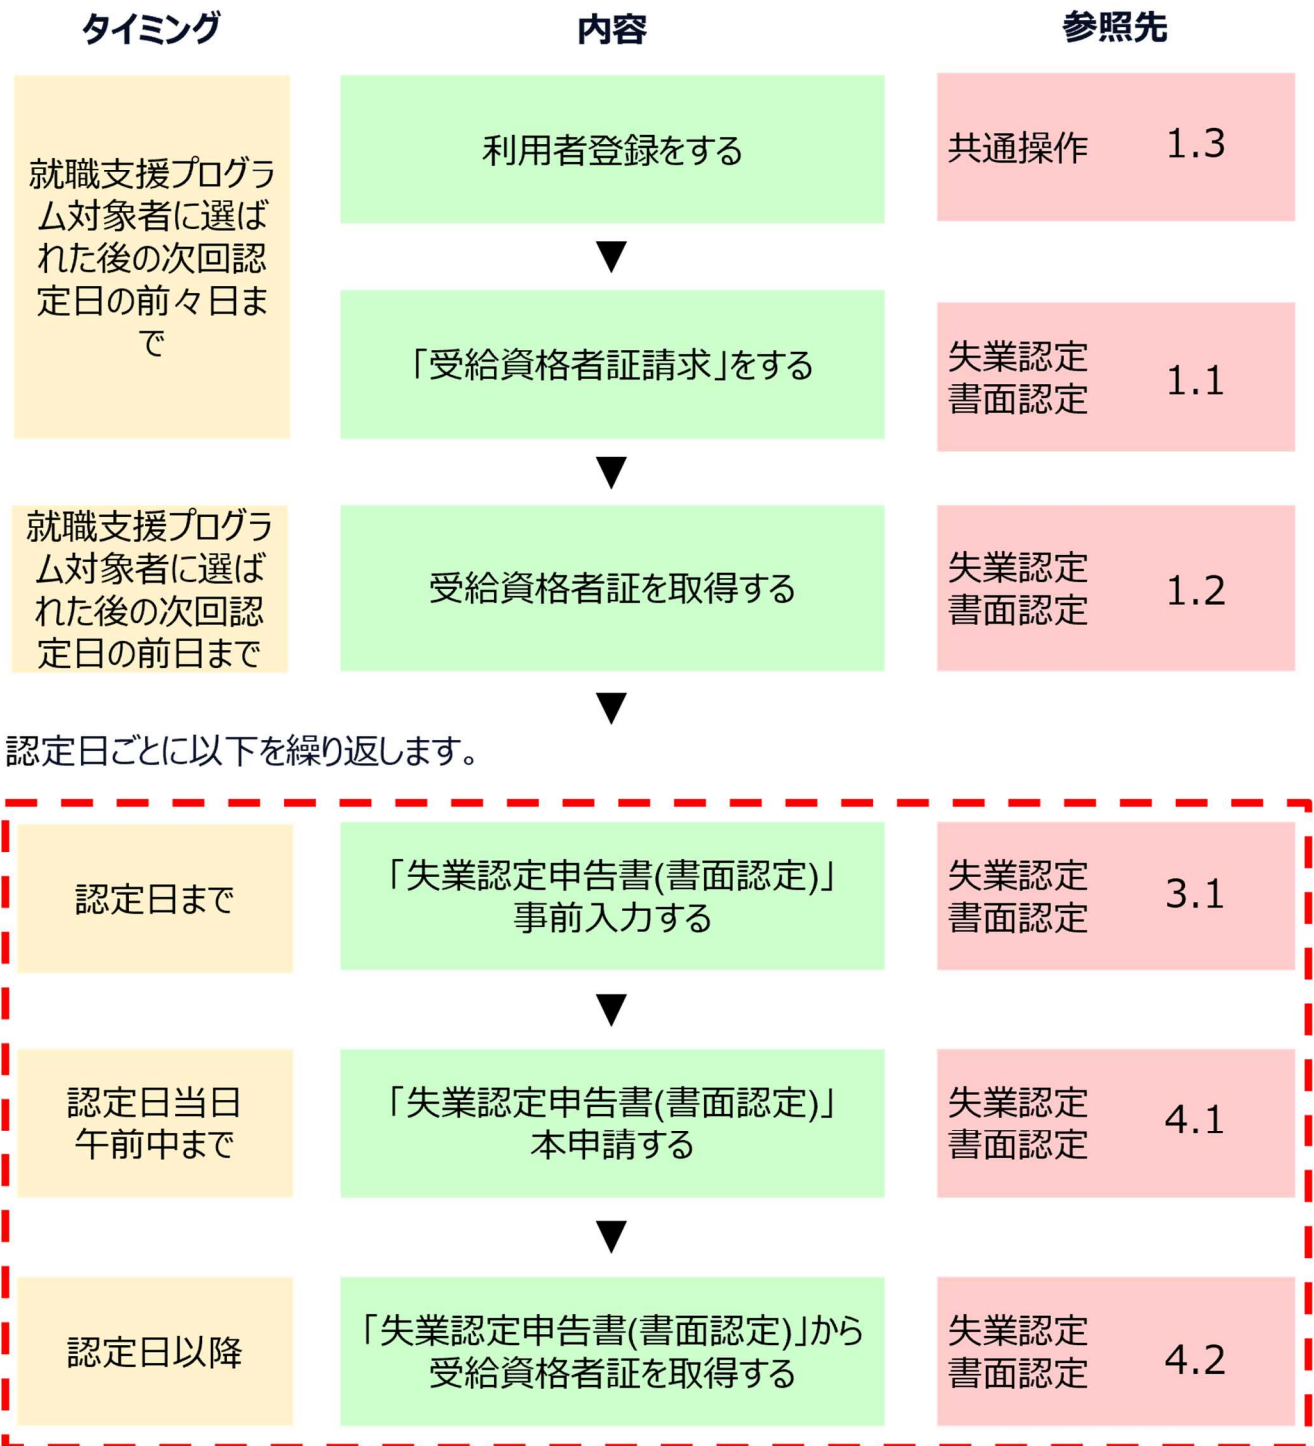 タイミング
内容
参照先
就職支援プログラ
ム対象者に選ば
れた後の次回認
定日の前々日ま
で
利用者登録をする
共通操作 1.3
▼
「受給資格者証請求」をする
失業認定
書面認定
1.1
▼
就職支援プログラ
ム対象者に選ば
れた後の次回認
定日の前日まで
受給資格者証を取得する
失業認定
書面認定
1.2
▼
認定日ごとに以下を繰り返します。
認定日まで
「失業認定申告書(書面認定)」
事前入力する
失業認定
書面認定
3.1
▼
認定日当日
午前中まで
「失業認定申告書(書面認定)」
本申請する
失業認定
書面認定
4.1
▼
認定日以降
「失業認定申告書(書面認定)」から
受給資格者証を取得する
失業認定
書面認定
4.2